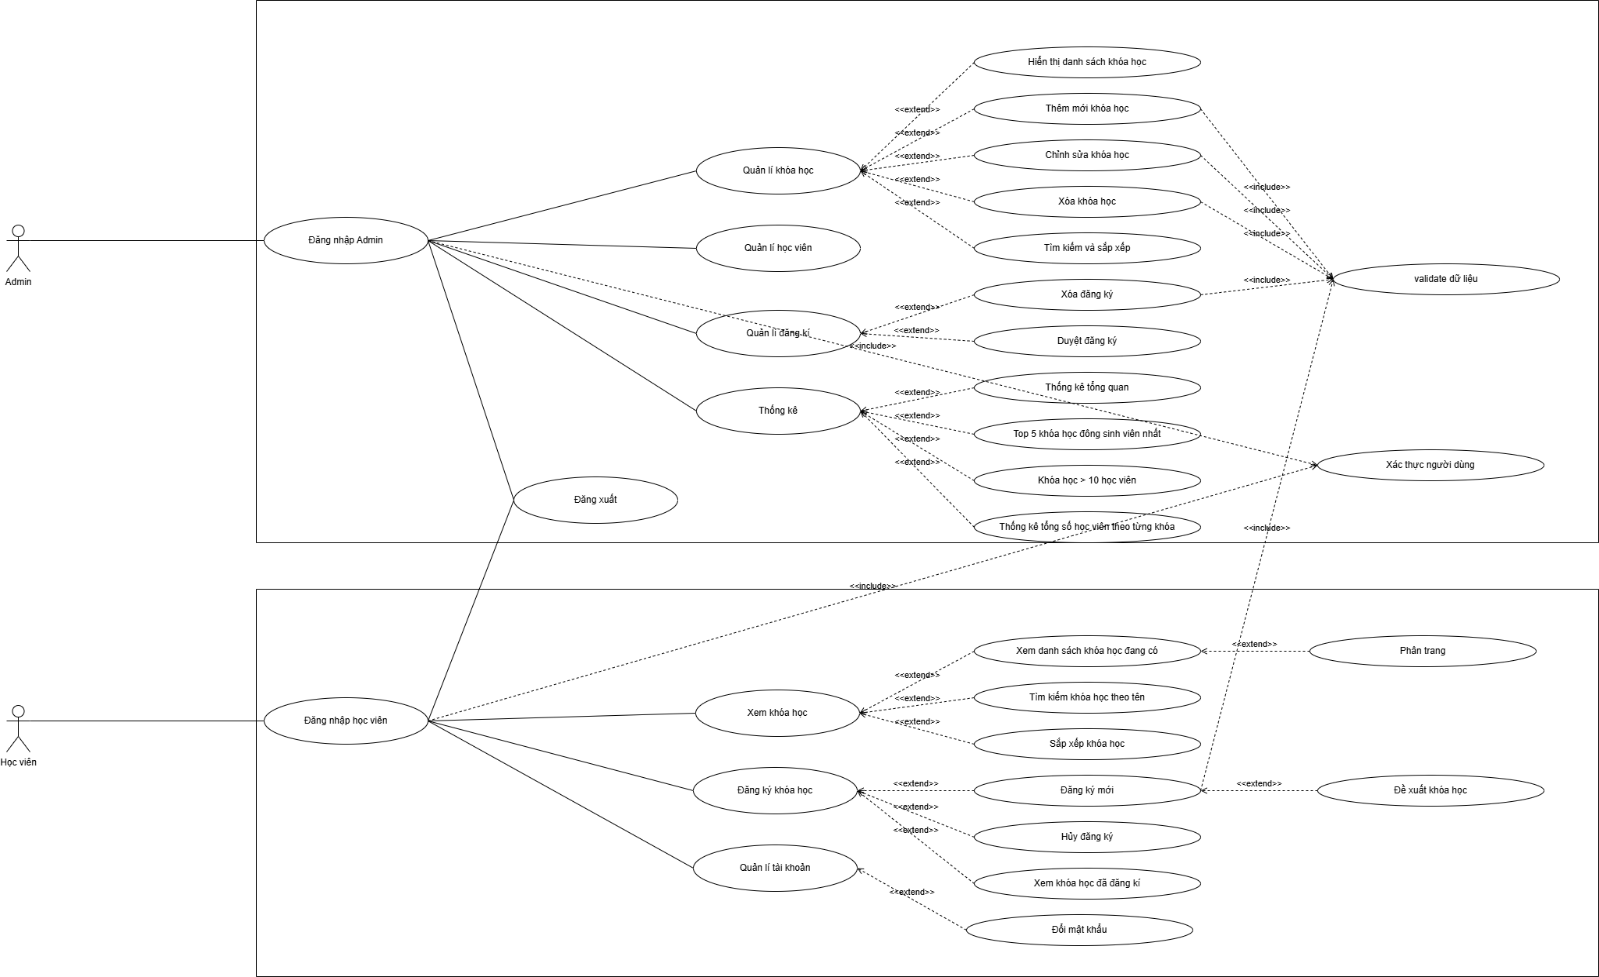 Hiển thị danh sách khóa học
<<extend>>
Thêm mới khóa học
<<extend>>
Chỉnh sửa khóa học
<<extend>>
Quản lí khóa học
<<extend>>
Xóa khóa học
<<include>>
<<extend>>
<<include>>
<<include>>
Đăng nhập Admin
Quản lí học viên
Tìm kiếm và sắp xếp
Admin
validate dữ liệu
<<include>>
Xóa đăng ký
<<extend>>
<<extend>>
Quản lí đăng kí
Duyệt đăng ký
<<include>>
Thống kê tổng quan
<<extend>>
Thống kê
<<extend>>
Top 5 khóa học đông sinh viên nhất
<<extend>>
<<extend>>
Xác thực người dùng
Khóa học > 10 học viên
Đăng xuất
Thống kê tổng số học viên theo từng khóa
<<include>>
<<include>>
Xem danh sách khóa học đang có
<<extend>>
Phân trang
<<extend>>
Tìm kiếm khóa học theo tên
<<extend>>
Đăng nhập học viên
Xem khóa học
<<extend>>
Sắp xếp khóa học
Học viên
<<extend>>
<<extend>>
Đăng ký khóa học
Đăng ký mới
Đề xuất khóa học
<<extend>>
<<extend>>
Hủy đăng ký
Quản lí tài khoản
Xem khóa học đã đăng kí
<<extend>>
Đổi mật khẩu